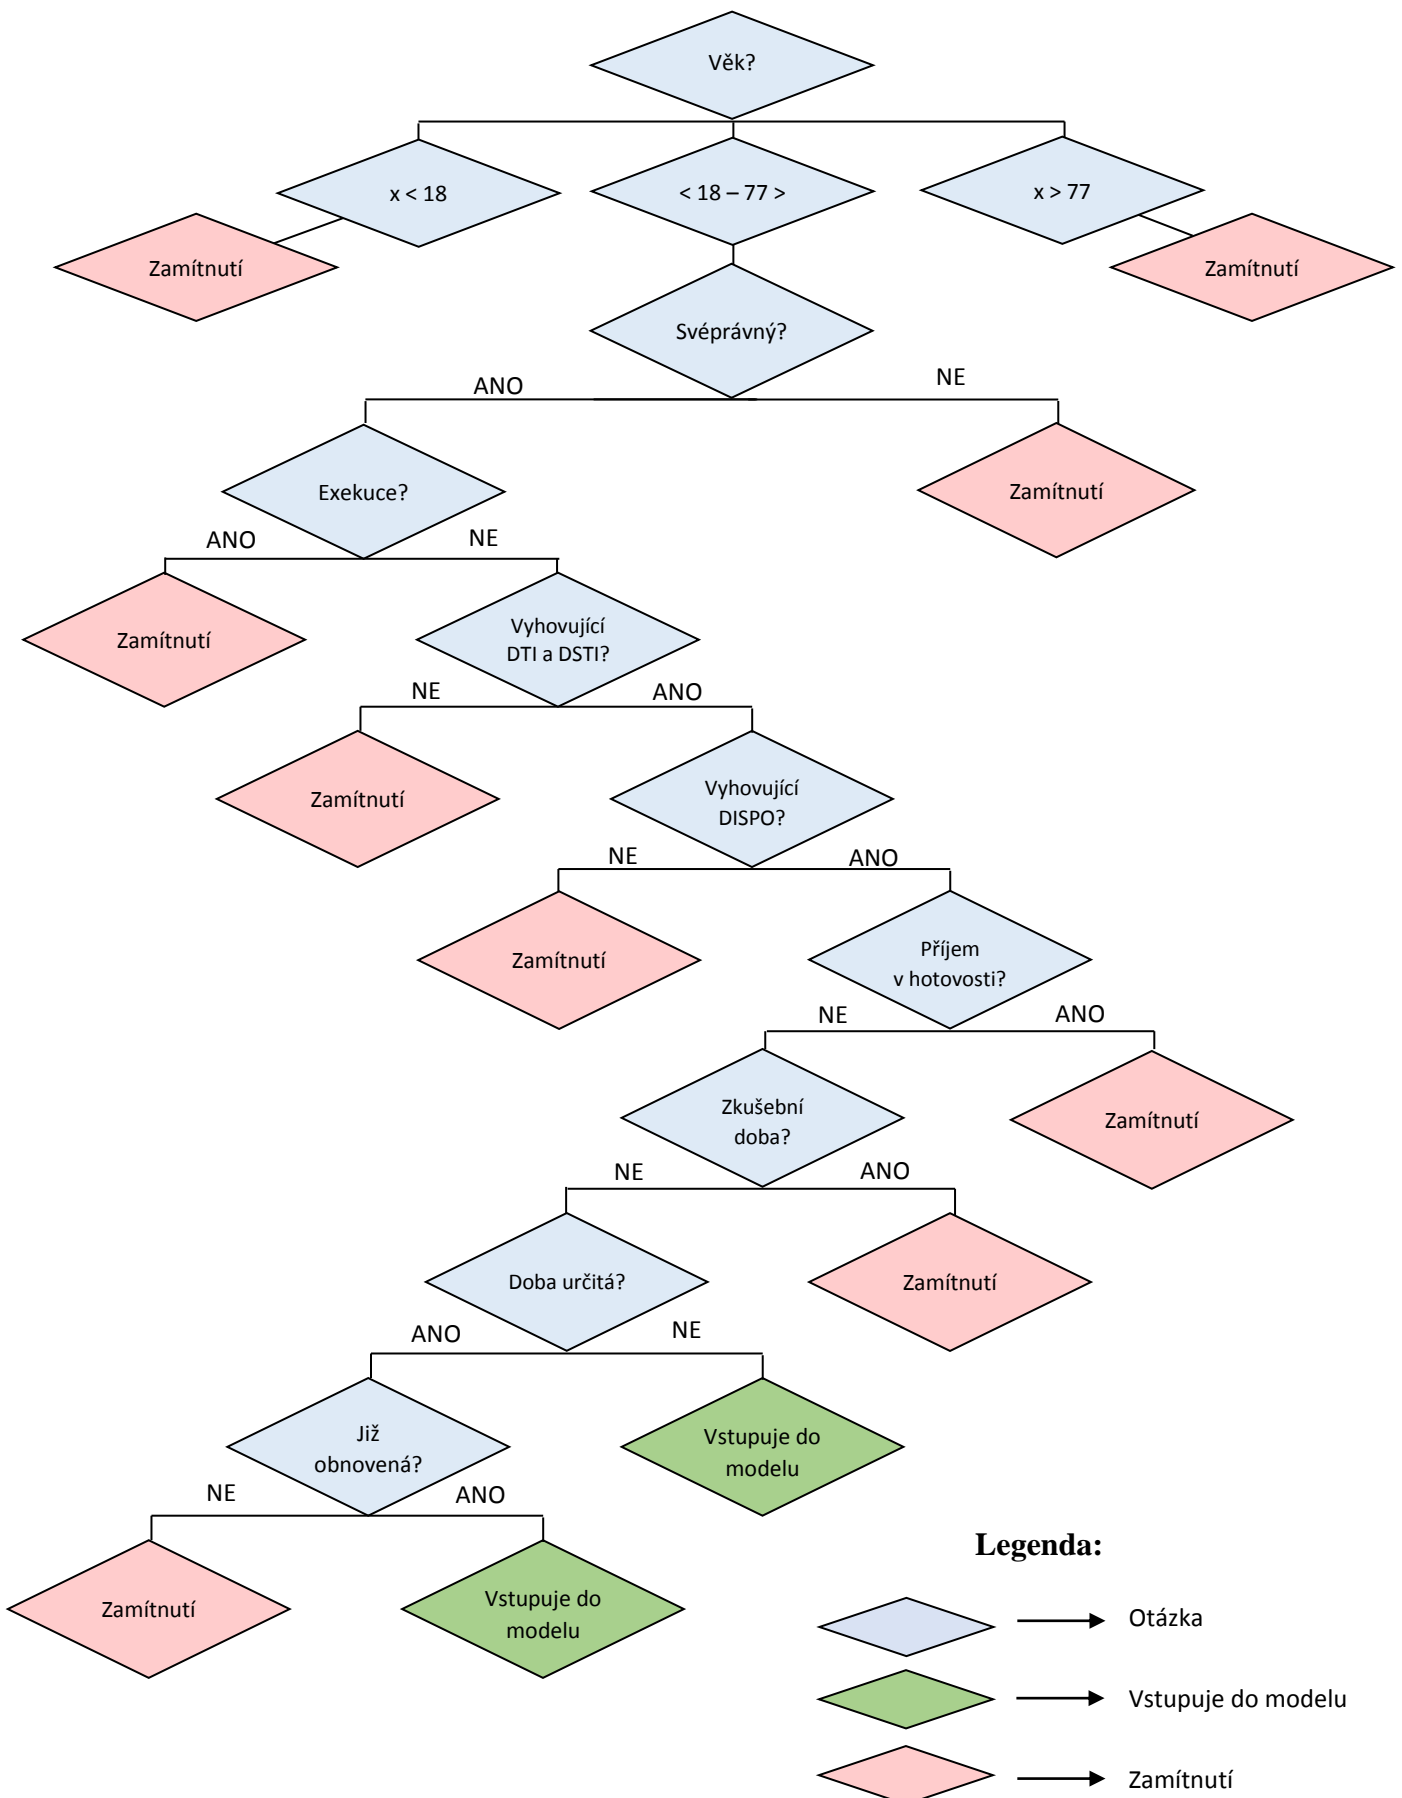 Věk?
x < 18
< 18 – 77 >
x > 77
Zamítnutí
Zamítnutí
Svéprávný?
ANO
NE
Exekuce?
Zamítnutí
ANO
NE
Zamítnutí
Vyhovující
DTI a DSTI?
NE
ANO
Zamítnutí
Vyhovující
DISPO?
NE
ANO
Zamítnutí
Příjem
v hotovosti?
NE
ANO
Zkušební
doba?
Zamítnutí
NE
ANO
Doba určitá?
Zamítnutí
ANO
NE
Již
obnovená?
Vstupuje do
modelu
NE
ANO
Zamítnutí
Vstupuje do
modelu
Legenda:
Otázka
Vstupuje do modelu
Zamítnutí